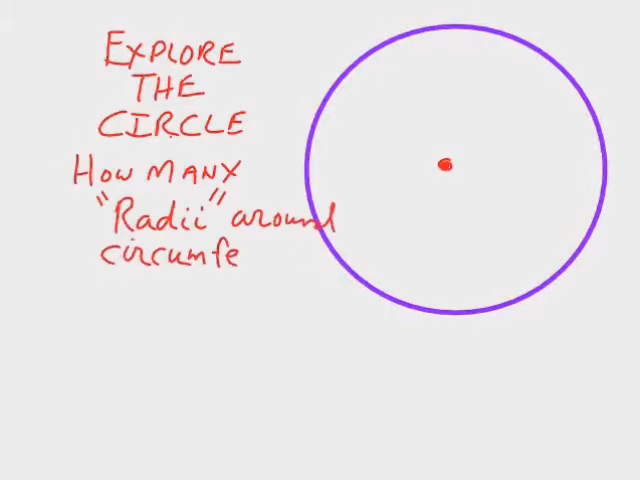 EXPLORE
THE
CIRCLE
HOW MANY
"Radii" around
circumfe